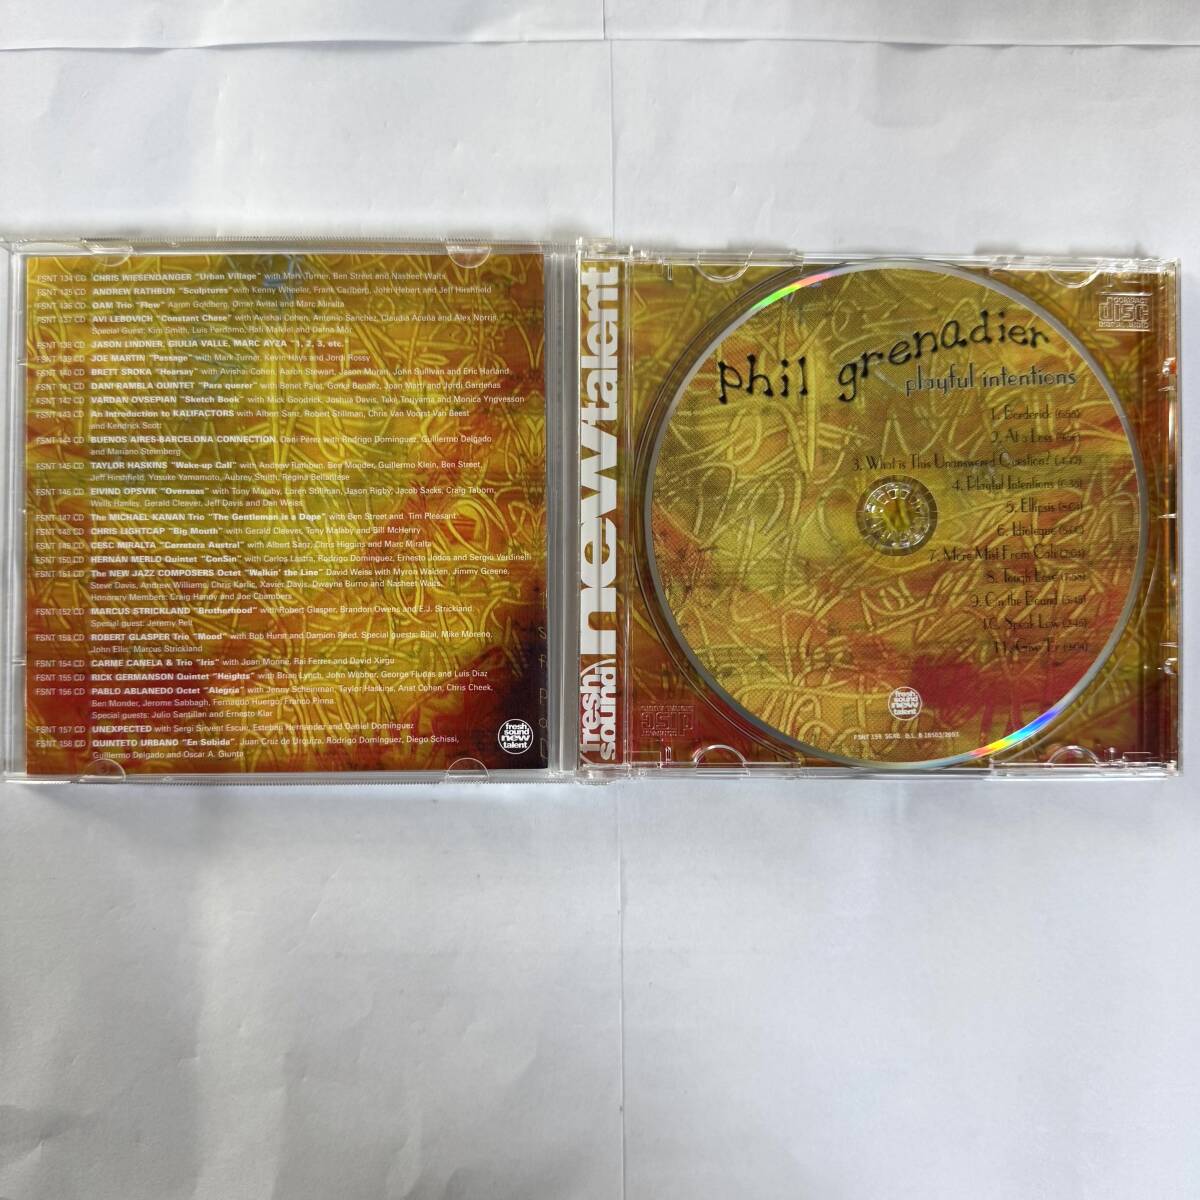 FSNT 134 CD CHRIS WIESENDANGER "Urban Village" with Mark Turner, Ben Street and Nasheet Waits
FSNT 135 CD ANDREW RATHBUN "Sculptures" with Kenny Wheeler, Frank Carlberg, John Hebert and Jeff Hirshfield
FSNT 136 CD OAM Trio "Flow" Aaron Goldberg, Omar Avital and Marc Miralta
FSNT 137 CD AVI LEBOVICH "Constant Chase" with Avishai Cohen, Antonio Sanchez, Claudia Acuña and Alex Norris,
Special Guest: Kim Smith, Luis Perdomo, Rafi Malkiel and Dafna Mor
FSNT 138 CD JASON LINDNER, GIULIA VALLE, MARC AYZA "1, 2, 3, etc."
FSNT 139 CD JOE MARTIN "Passage" with Mark Turner, Kevin Hays and Jordi Rossy
FSNT 140 CD BRETT SROKA "Hearsay" with Avishai Cohen, Aaron Stewart, Jason Moran, John Sullivan and Eric Harland
FSNT 141 CD DANI RAMBLA QUINTET "Para querer" with Benet Palet, Gorka Benítez, Joan Martí and Jordi Gardeñas
FSNT 142 CD VARDAN OVSEPIAN "Sketch Book" with Mick Goodrick, Joshua Davis, Take Toriyama and Monica Yngvesson
FSNT 143 CD An Introduction to KALIFACTORS with Albert Sanz, Robert Stillman, Chris Van Voorst Van Beest
and Kendrick Scott
FSNT 144 CD BUENOS AIRES-BARCELONA CONNECTION Dani Pérez with Rodrigo Domínguez, Guillermo Delgado
and Mariano Steimberg
FSNT 145 CD TAYLOR HASKINS "Wake-up Call" with Andrew Rathbun, Ben Monder, Guillermo Klein, Ben Street,
Jeff Hirshfield, Yusuke Yamamoto, Aubrey Smith, Regina Bellantese
FSNT 146 CD EIVIND OPSVIK "Overseas" with Tony Malaby, Loren Stillman, Jason Rigby, Jacob Sacks, Craig Taborn,
Wells Hanley, Gerald Cleaver, Jeff Davis and Dan Weiss
FSNT 147 CD The MICHAEL KANAN Trio "The Gentleman is a Dope" with Ben Street and Tim Pleasant
FSNT 148 CD CHRIS LIGHTCAP "Big Mouth" with Gerald Cleaver, Tony Malaby and Bill McHenry
FSNT 149 CD CESC MIRALTA "Carretera Austral" with Albert Sanz, Chris Higgins and Marc Miralta
FSNT 150 CD HERNÁN MERLO Quintet "ConSin" with Carlos Lastra, Rodrigo Domínguez, Ernesto Jodos and Sergio Verdinelli
FSNT 151 CD The NEW JAZZ COMPOSERS Octet "Walkin' the Line" David Weiss with Myron Walden, Jimmy Greene,
Steve Davis, Andrew Williams, Chris Karlic, Xavier Davis, Dwayne Burno and Nasheet Waits.
Honorary Members: Craig Handy and Joe Chambers
FSNT 152 CD MARCUS STRICKLAND "Brotherhood" with Robert Glasper, Brandon Owens and E.J. Strickland.
Special guest: Jeremy Pelt
FSNT 153 CD ROBERT GLASPER Trio "Mood" with Bob Hurst and Damion Reed. Special guests: Bilal, Mike Moreno,
John Ellis, Marcus Strickland
FSNT 154 CD CARME CANELA & Trio "Iris" with Joan Monné, Rai Ferrer and David Xirgu
FSNT 155 CD RICK GERMANSON Quintet "Heights" with Brian Lynch, John Webber, George Fludas and Luis Diaz
FSNT 156 CD PABLO ABLANEDO Octet "Alegría" with Jenny Scheinman, Taylor Haskins, Anat Cohen, Chris Cheek,
Ben Monder, Jerome Sabbagh, Fernando Huergo, Franco Pinna
Special guests: Julio Santillan and Ernesto Klar
FSNT 157 CD UNEXPECTED with Sergi Sirvent Escue, Esteban Hernandez and Daniel Domínguez
FSNT 158 CD QUINTETO URBANO "En Subida". Juan Cruz de Urquiza, Rodrigo Domínguez, Diego Schissi,
Guillermo Delgado and Oscar A. Giunta
fresh
sound
new
talent
fresh
sound newtalent
COMPACT
disc
DIGITAL AUDIO
phil grenadier
playful intentions
1. Borderick
2. At a Less
3. What is This Unanswered Question?
4. Playful Intentions
5. Ellipsis
6. Idiologue
7. More Mist From Cali
8. Tough Love
9. On the Bound
10. Speak Low
11. Give Er
fresh
sound
new
talent
FSNT 159 SGAE D.L. B 18503/2003